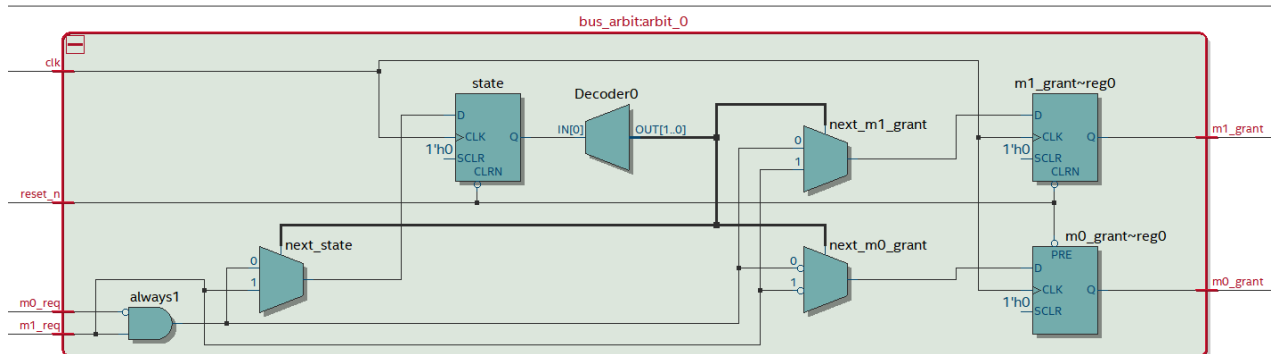 bus_arbit:arbit_0
clk
state
D
CLK
Q
1'h0
SCLR
CLRN
Decoder0
IN[0]
OUT[1..0]
next_m1_grant
0
1
m1_grant~reg0
D
CLK
Q
1'h0
SCLR
CLRN
m1_grant
reset_n
next_state
0
1
next_m0_grant
0
1
m0_grant~reg0
PRE
D
CLK
Q
1'h0
SCLR
m0_grant
always1
m0_req
m1_req